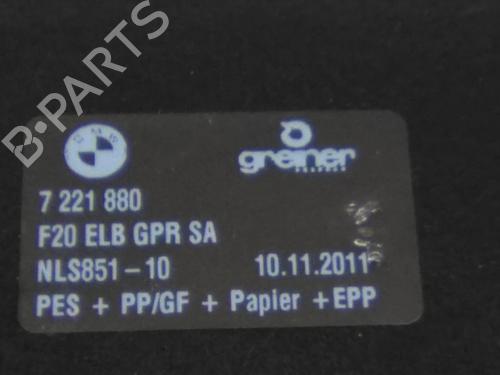 B-PARTS
BMW
greiner
7 221 880
F20 ELB GPR SA
NLS851-10 10.11.2011
PES + PP/GF + Papier +EPP